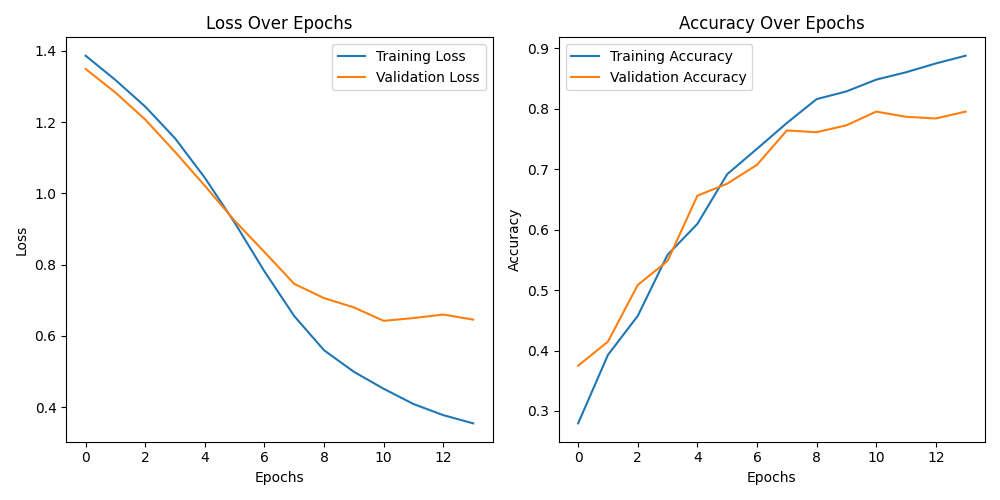 Loss Over Epochs
Training Loss
Validation Loss
1.4
1.2
1.0
0.8
0.6
0.4
Loss
0 2 4 6 8 10 12
Epochs
Accuracy Over Epochs
Training Accuracy
Validation Accuracy
0.9
0.8
0.7
0.6
0.5
0.4
0.3
Accuracy
0 2 4 6 8 10 12
Epochs